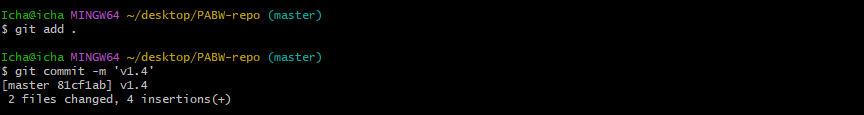 Icha@icha MINGW64 ~/desktop/PABW-repo (master)
$ git add .
Icha@icha MINGW64 ~/desktop/PABW-repo (master)
$ git commit -m 'v1.4'
[master 81cf1ab] v1.4
 2 files changed, 4 insertions(+)